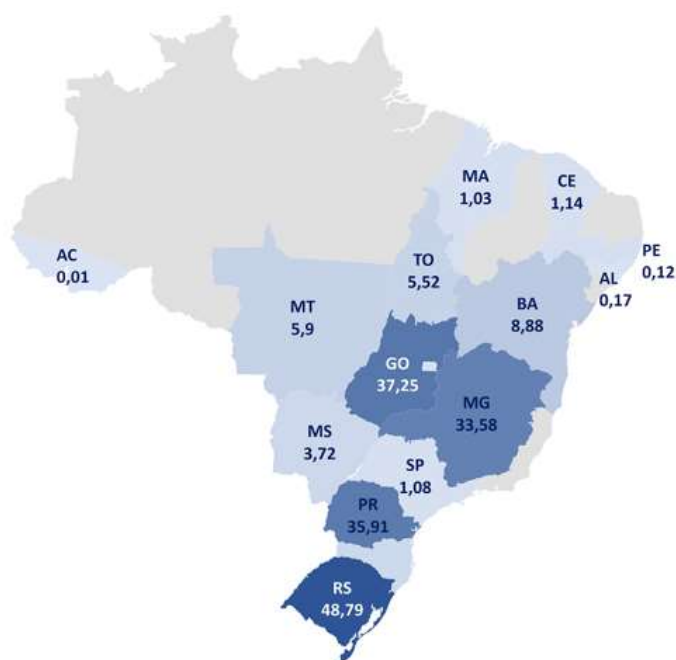 MA
1,03
CE
1,14
PE
0,12
AC
0,01
TO
5,52
AL
0,17
MT
5,9
BA
8,88
GO
37,25
MG
33,58
MS
3,72
SP
1,08
PR
35,91
RS
48,79